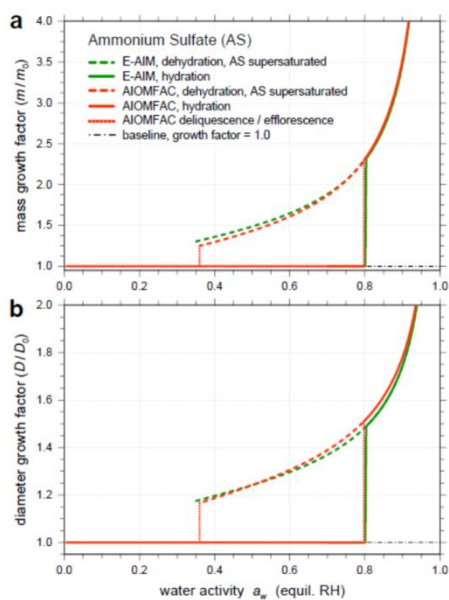 a
4.0
3.5
3.0
2.5
2.0
1.5
1.0
mass growth factor (m/m₀)
Ammonium Sulfate (AS)
E-AIM, dehydration, AS supersaturated
E-AIM, hydration
AIOMFAC, dehydration, AS supersaturated
AIOMFAC, hydration
AIOMFAC deliquescence / efflorescence
baseline, growth factor = 1.0
0.0 0.2 0.4 0.6 0.8 1.0
b
2.0
1.8
1.6
1.4
1.2
1.0
diameter growth factor (D/D₀)
0.0 0.2 0.4 0.6 0.8 1.0
water activity a_w (equil. RH)